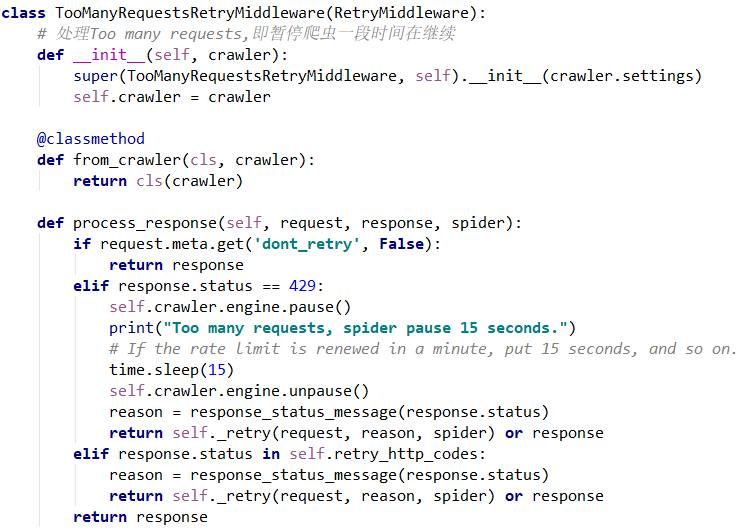 class TooManyRequestsRetryMiddleware(RetryMiddleware):
    # 处理Too many requests,即暂停爬虫一段时间在继续
    def __init__(self, crawler):
        super(TooManyRequestsRetryMiddleware, self).__init__(crawler.settings)
        self.crawler = crawler

    @classmethod
    def from_crawler(cls, crawler):
        return cls(crawler)

    def process_response(self, request, response, spider):
        if request.meta.get('dont_retry', False):
            return response
        elif response.status == 429:
            self.crawler.engine.pause()
            print("Too many requests, spider pause 15 seconds.")
            # If the rate limit is renewed in a minute, put 15 seconds, and so on.
            time.sleep(15)
            self.crawler.engine.unpause()
            reason = response_status_message(response.status)
            return self._retry(request, reason, spider) or response
        elif response.status in self.retry_http_codes:
            reason = response_status_message(response.status)
            return self._retry(request, reason, spider) or response
        return response